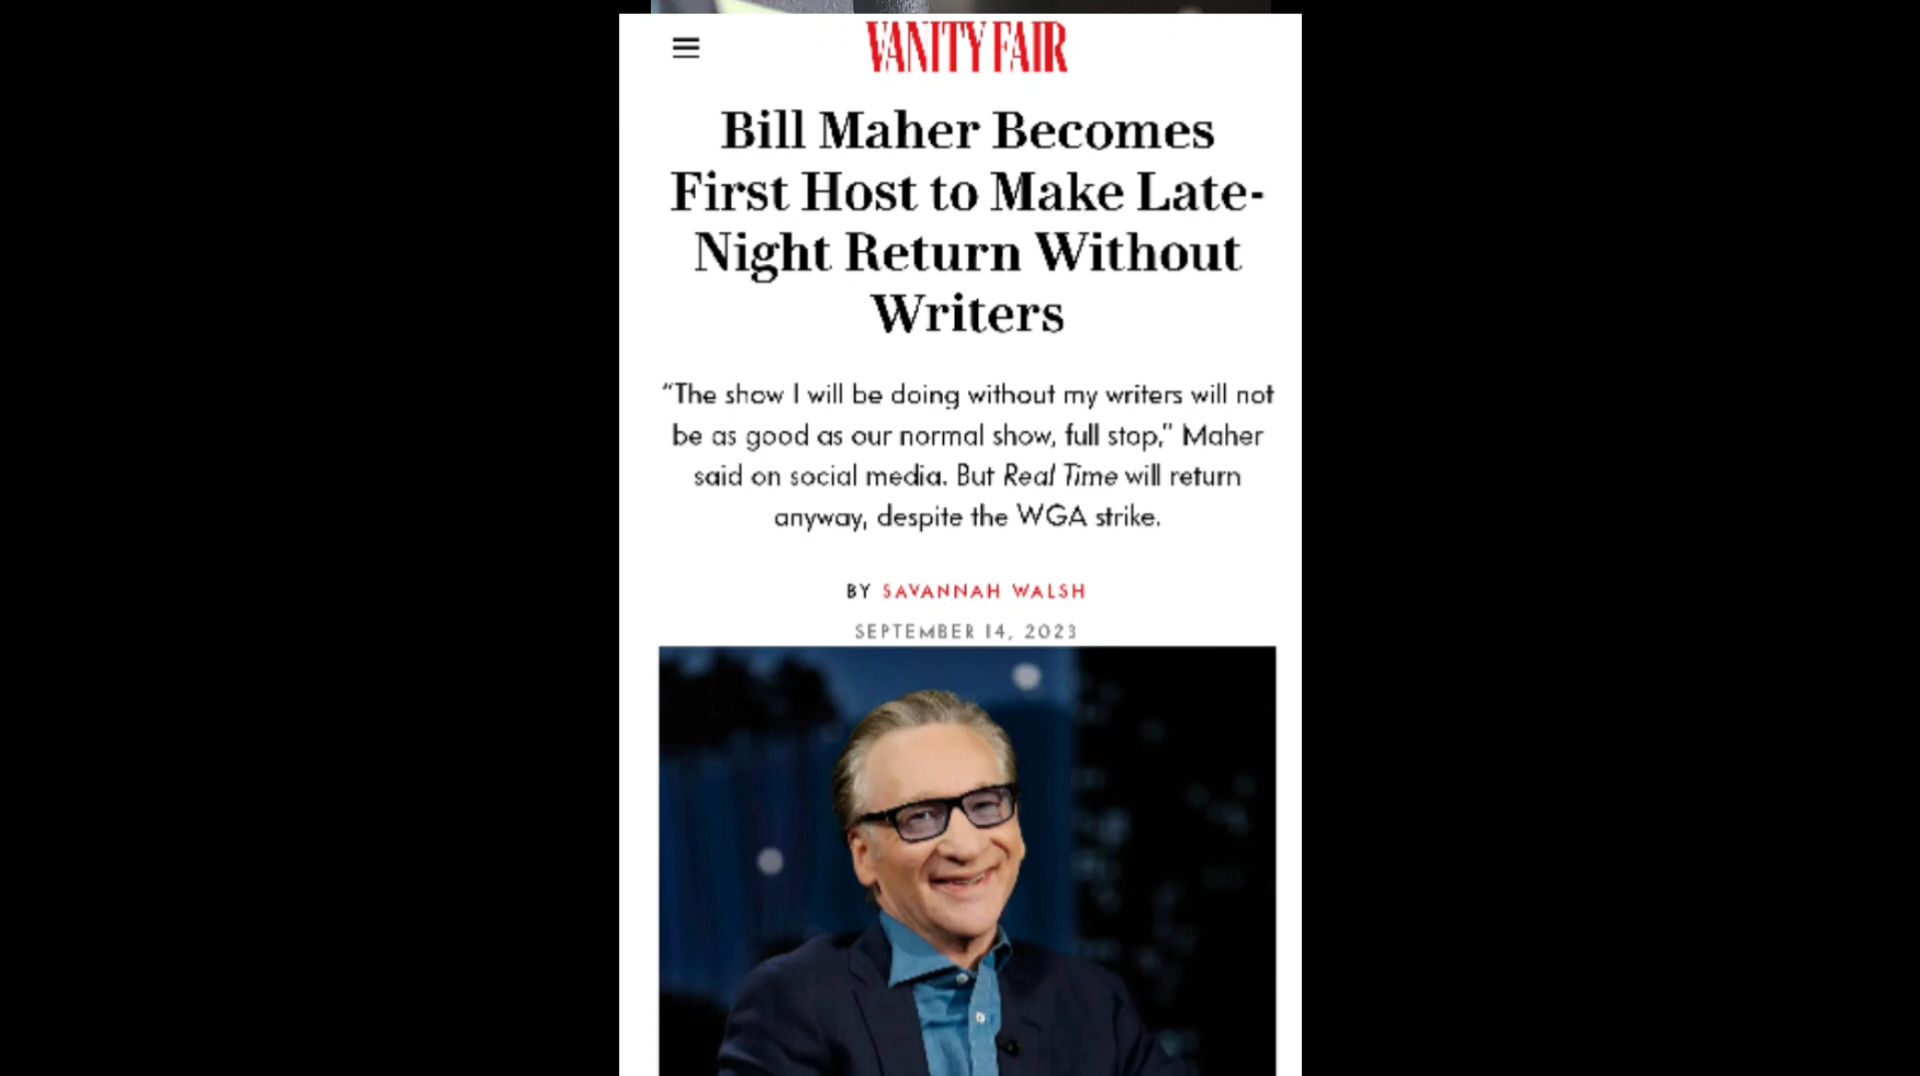 VANITY FAIR
Bill Maher Becomes
First Host to Make Late-
Night Return Without
Writers
“The show I will be doing without my writers will not
be as good as our normal show, full stop,” Maher
said on social media. But Real Time will return
anyway, despite the WGA strike.
BY SAVANNAH WALSH
SEPTEMBER 14, 2023